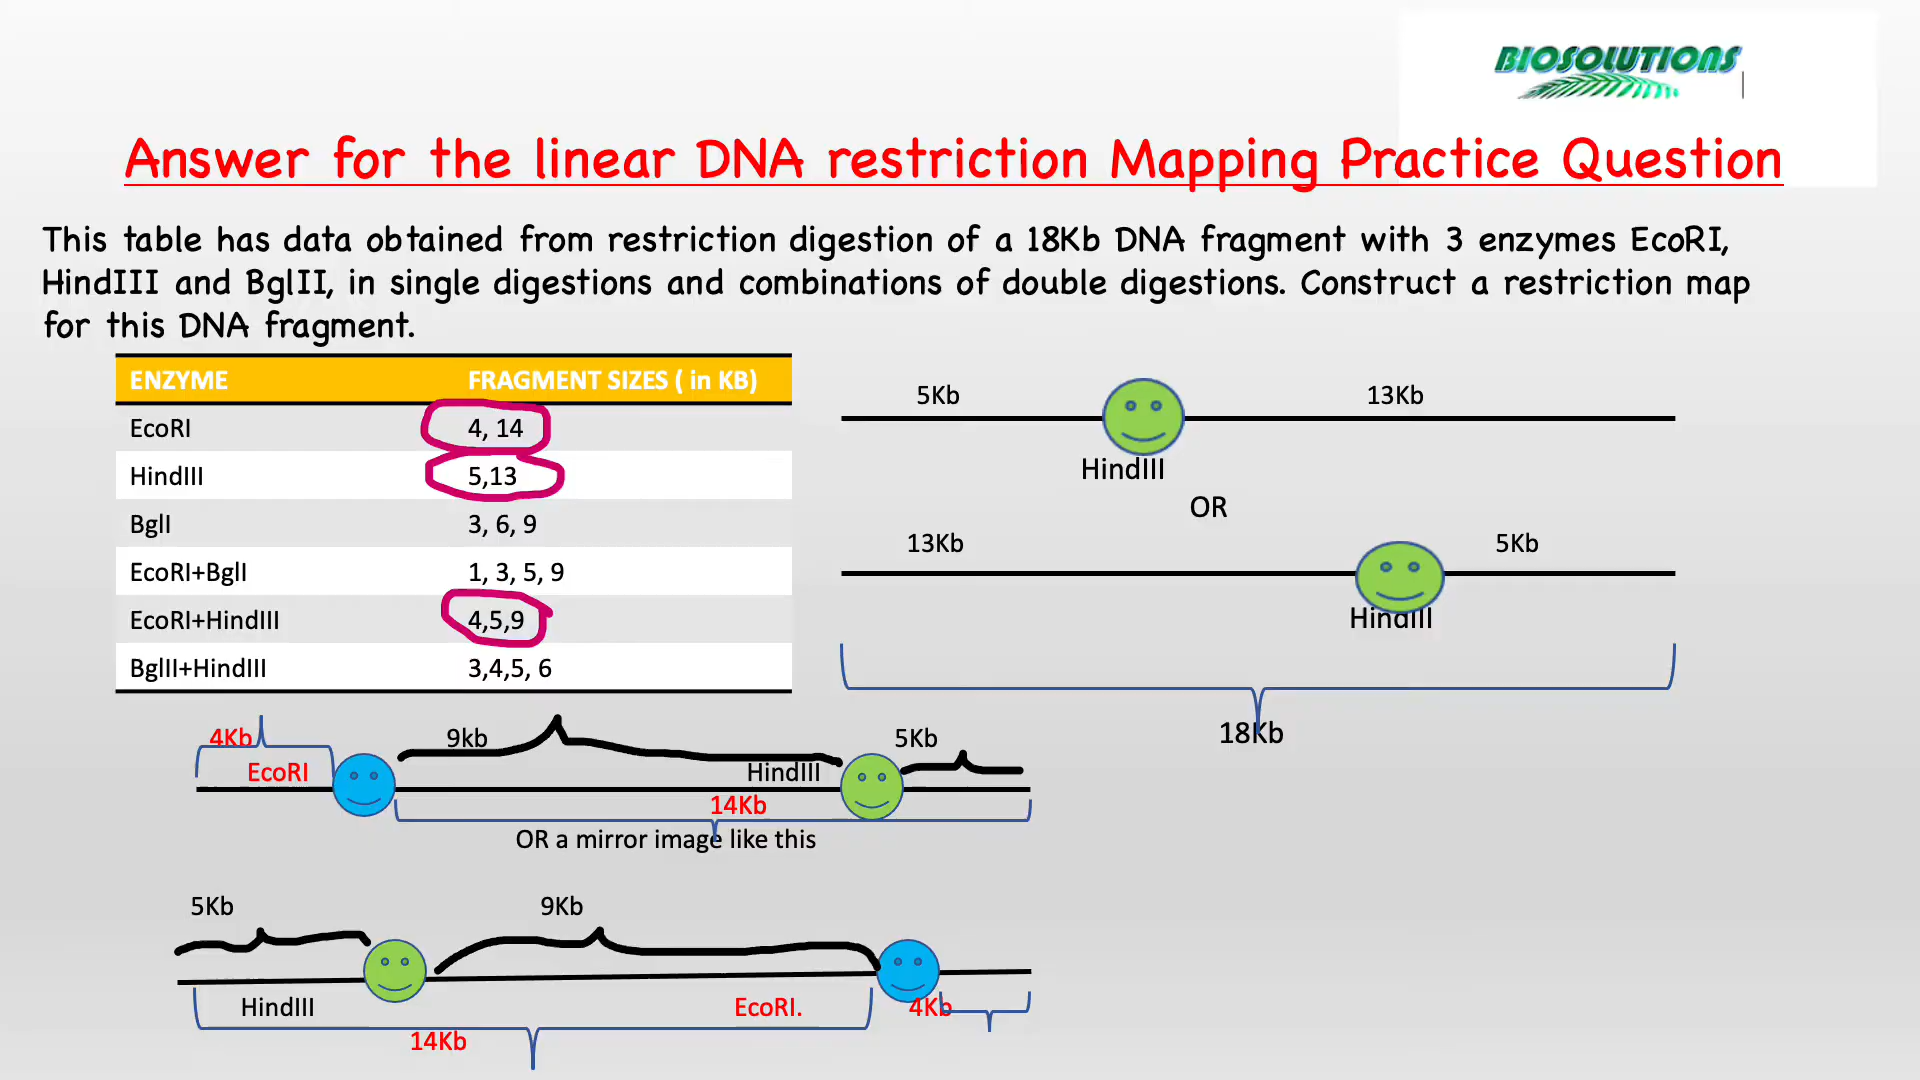 BIOSOLUTIONS
Answer for the linear DNA restriction Mapping Practice Question
This table has data obtained from restriction digestion of a 18Kb DNA fragment with 3 enzymes EcoRI,
HindIII and BglII, in single digestions and combinations of double digestions. Construct a restriction map
for this DNA fragment.
ENZYME FRAGMENT SIZES ( in KB)
EcoRI 4, 14
HindIII 5,13
BglI 3, 6, 9
EcoRI+BglI 1, 3, 5, 9
EcoRI+HindIII 4,5,9
BglII+HindIII 3,4,5, 6
5Kb 13Kb
HindIII
OR
13Kb 5Kb
HindIII
18Kb
4Kb 9kb 5Kb
EcoRI HindIII
14Kb
OR a mirror image like this
5Kb 9Kb
HindIII EcoRI. 4Kb
14Kb